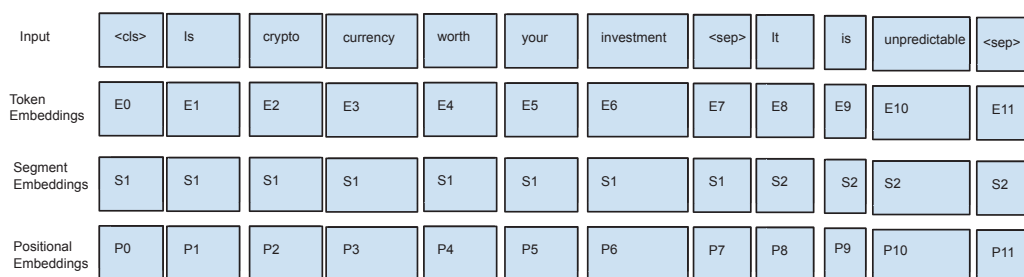 Input <cls> Is crypto currency worth your investment <sep> It is unpredictable <sep>
Token
Embeddings
E0 E1 E2 E3 E4 E5 E6 E7 E8 E9 E10 E11
Segment
Embeddings
S1 S1 S1 S1 S1 S1 S1 S1 S2 S2 S2 S2
Positional
Embeddings
P0 P1 P2 P3 P4 P5 P6 P7 P8 P9 P10 P11